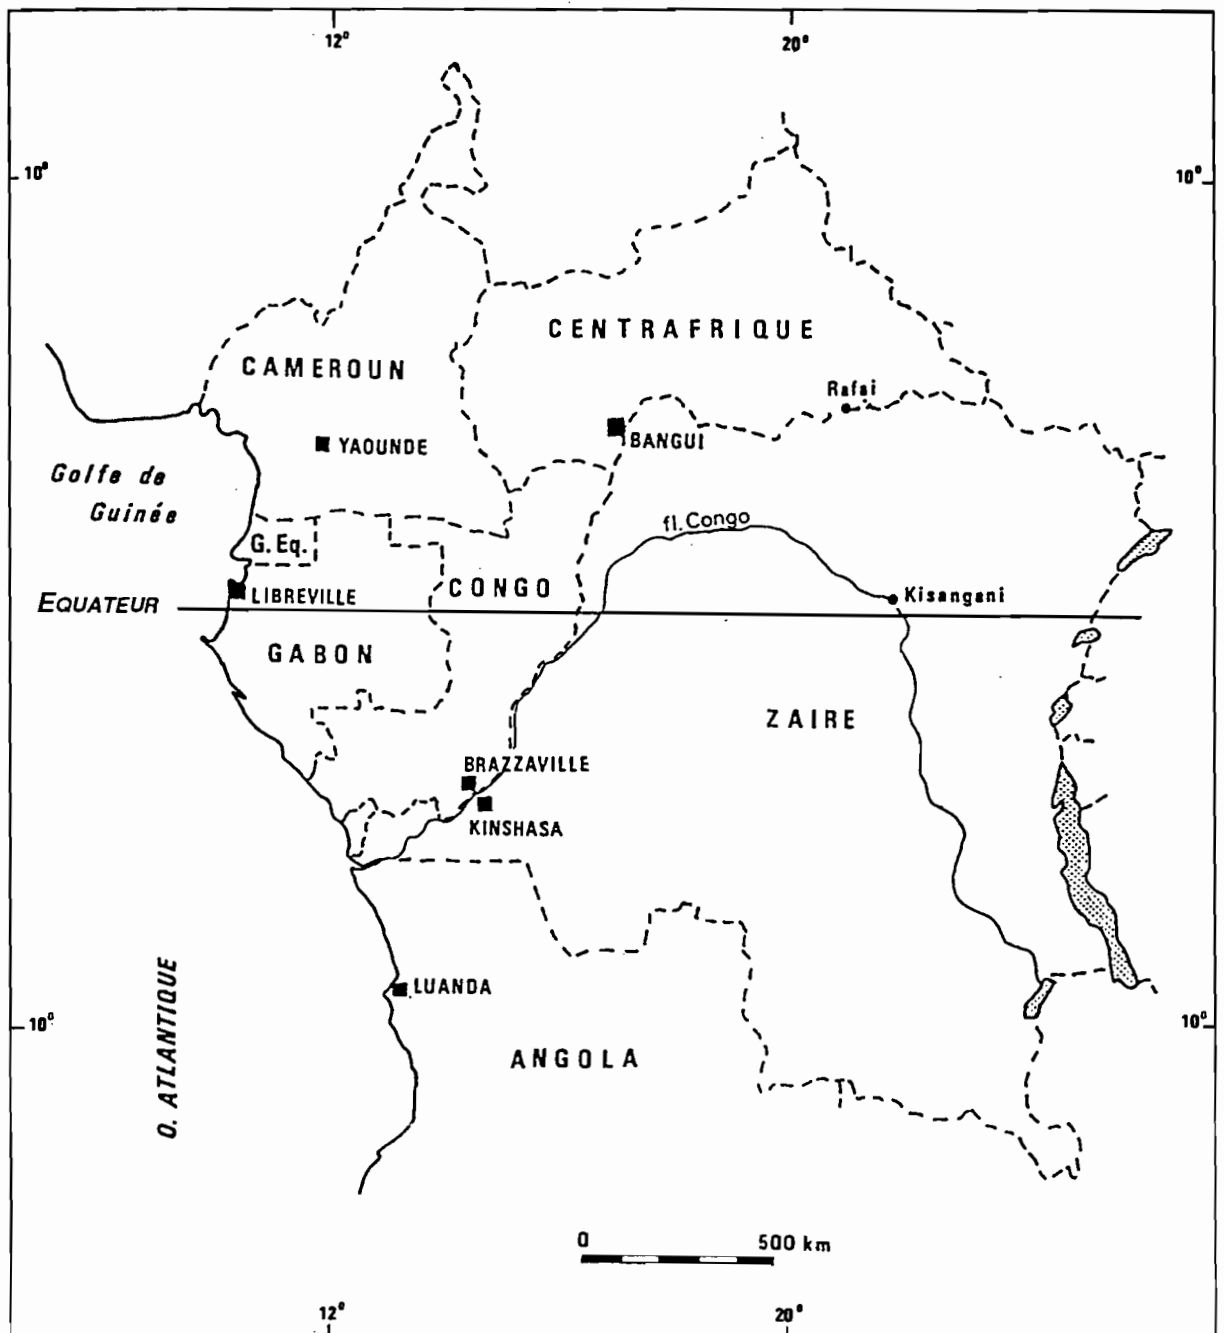 12°
20°
10°
10°
CENTRAFRIQUE
CAMEROUN
Rafai
YAOUNDE
BANGUI
Golfe de
Guinée
fl. Congo
G. Eq.
CONGO
LIBREVILLE
EQUATEUR
Kisangani
GABON
ZAIRE
BRAZZAVILLE
KINSHASA
O. ATLANTIQUE
LUANDA
10°
10°
ANGOLA
0
500 km
12°
20°